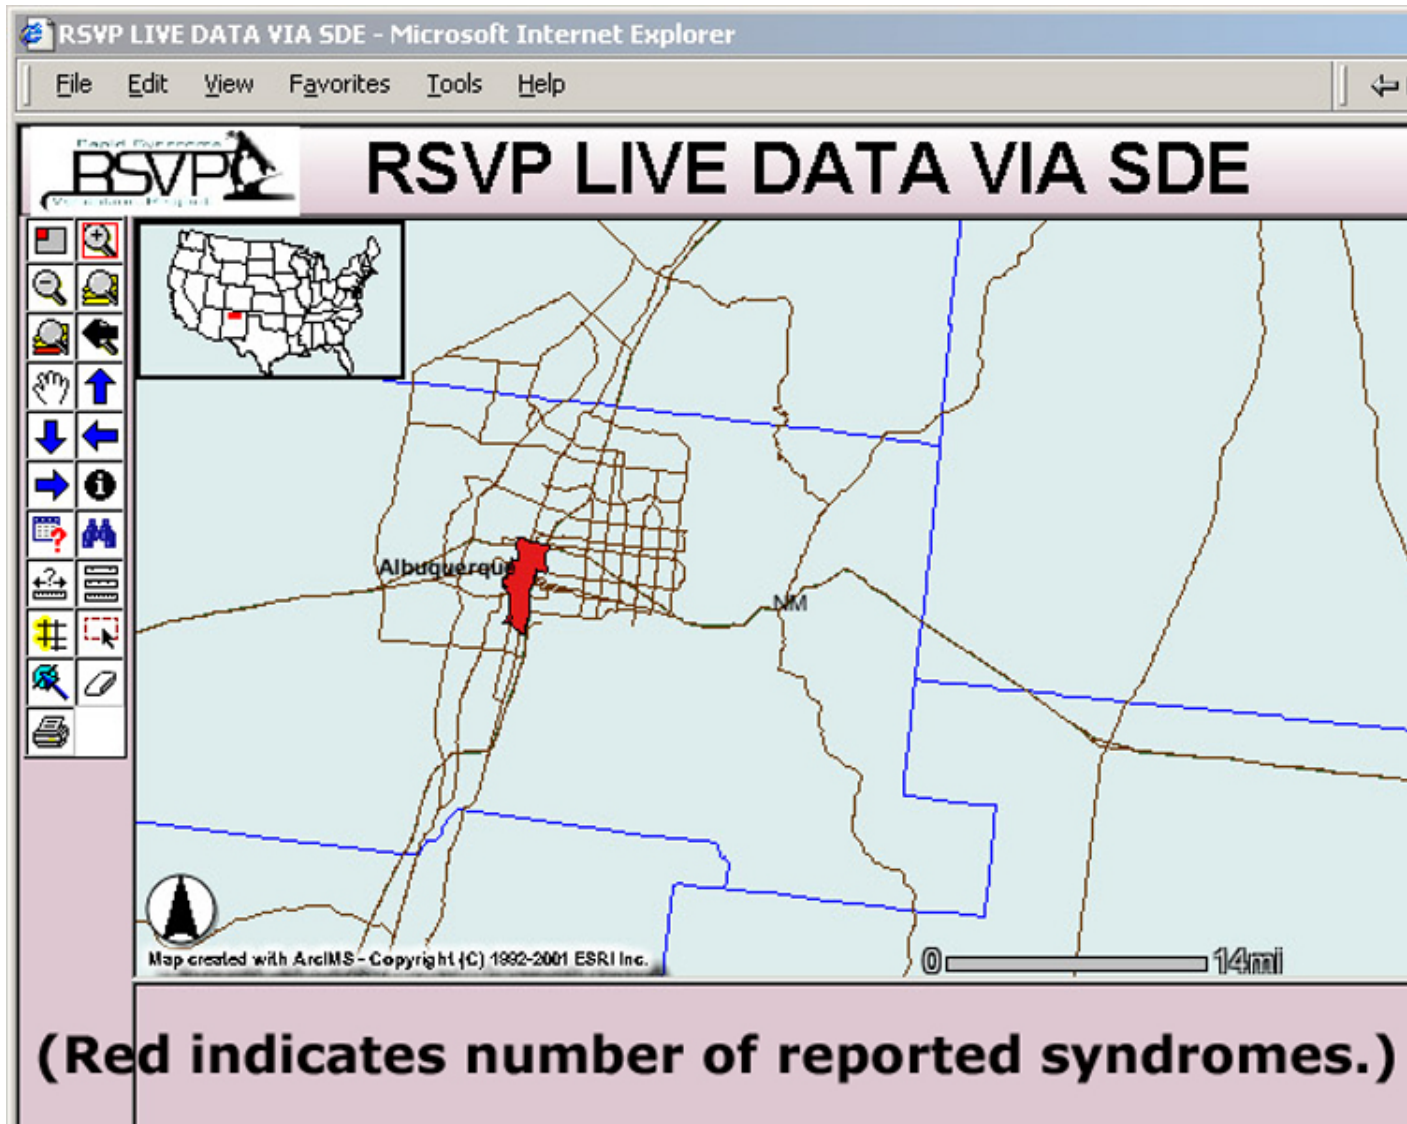 RSVP LIVE DATA VIA SDE - Microsoft Internet Explorer
File Edit View Favorites Tools Help
Rapid Syndrome
RSVP
RSVP LIVE DATA VIA SDE
Albuquerque
NM
Map created with ArcIMS - Copyright (C) 1992-2001 ESRI Inc.
0 14mi
(Red indicates number of reported syndromes.)